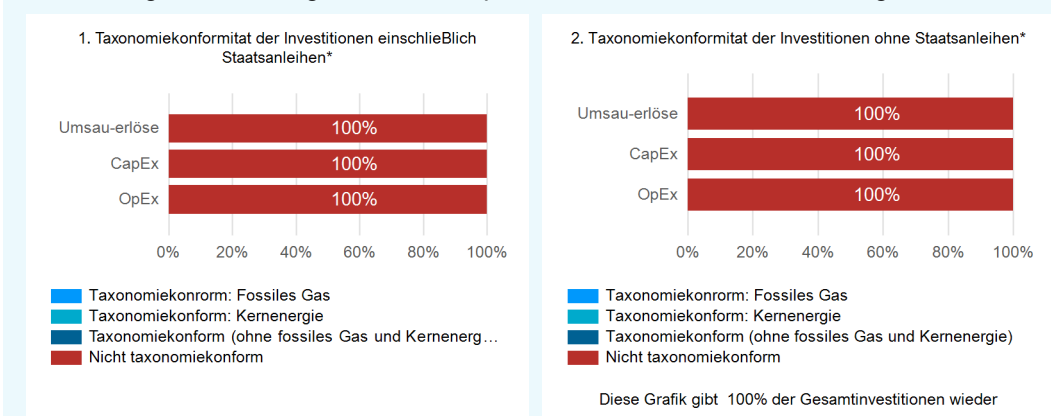 1. Taxonomiekonformitat der Investitionen einschlieBlich
Staatsanleihen*
Umsau-erlöse
100%
CapEx
100%
OpEx
100%
0% 20% 40% 60% 80% 100%
Taxonomiekonrorm: Fossiles Gas
Taxonomiekonform: Kernenergie
Taxonomiekonform (ohne fossiles Gas und Kernenerg…
Nicht taxonomiekonform
2. Taxonomiekonformitat der Investitionen ohne Staatsanleihen*
Umsau-erlöse
100%
CapEx
100%
OpEx
100%
0% 20% 40% 60% 80% 100%
Taxonomiekonrorm: Fossiles Gas
Taxonomiekonform: Kernenergie
Taxonomiekonform (ohne fossiles Gas und Kernenergie)
Nicht taxonomiekonform
Diese Grafik gibt 100% der Gesamtinvestitionen wieder